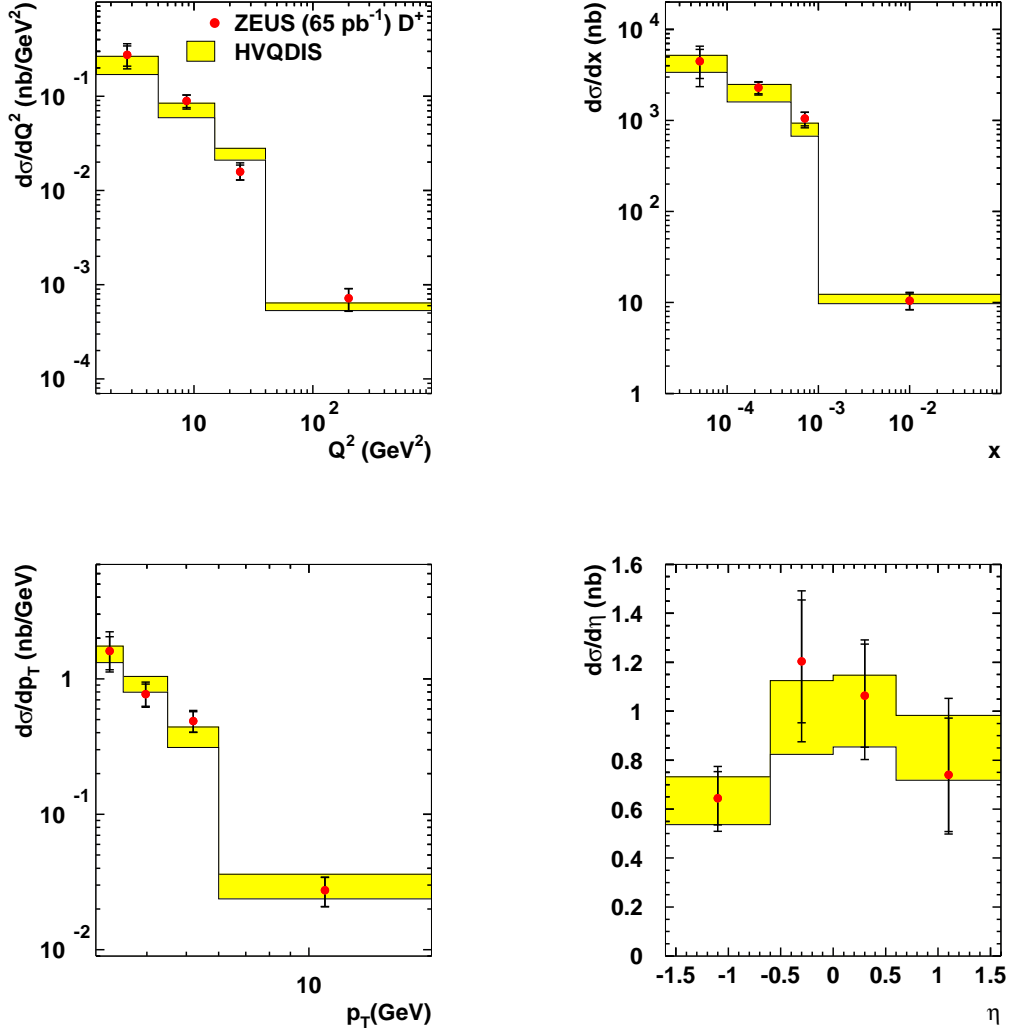 ZEUS (65 pb⁻¹) D⁺
HVQDIS
dσ/dQ² (nb/GeV²)
10⁻¹
10⁻²
10⁻³
10⁻⁴
10
10²
Q² (GeV²)
dσ/dx (nb)
10⁴
10³
10²
10
1
10⁻⁴
10⁻³
10⁻²
x
dσ/dp_T (nb/GeV)
1
10⁻¹
10⁻²
10
p_T(GeV)
dσ/dη (nb)
1.6
1.4
1.2
1
0.8
0.6
0.4
0.2
0
-1.5 -1 -0.5 0 0.5 1 1.5
η